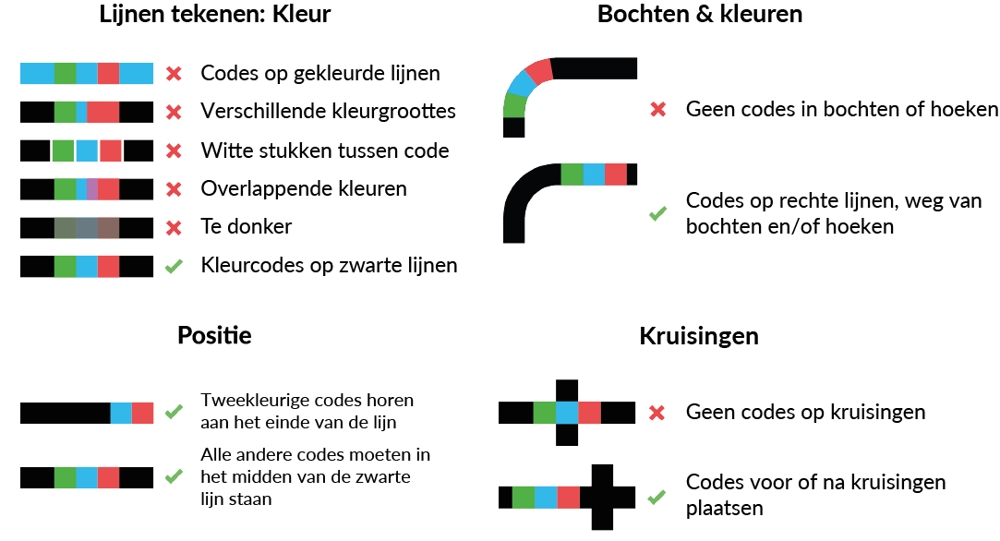 Lijnen tekenen: Kleur
Codes op gekleurde lijnen
Verschillende kleurgroottes
Witte stukken tussen code
Overlappende kleuren
Te donker
Kleurcodes op zwarte lijnen
Bochten & kleuren
Geen codes in bochten of hoeken
Codes op rechte lijnen, weg van
bochten en/of hoeken
Positie
Tweekleurige codes horen
aan het einde van de lijn
Alle andere codes moeten in
het midden van de zwarte
lijn staan
Kruisingen
Geen codes op kruisingen
Codes voor of na kruisingen
plaatsen